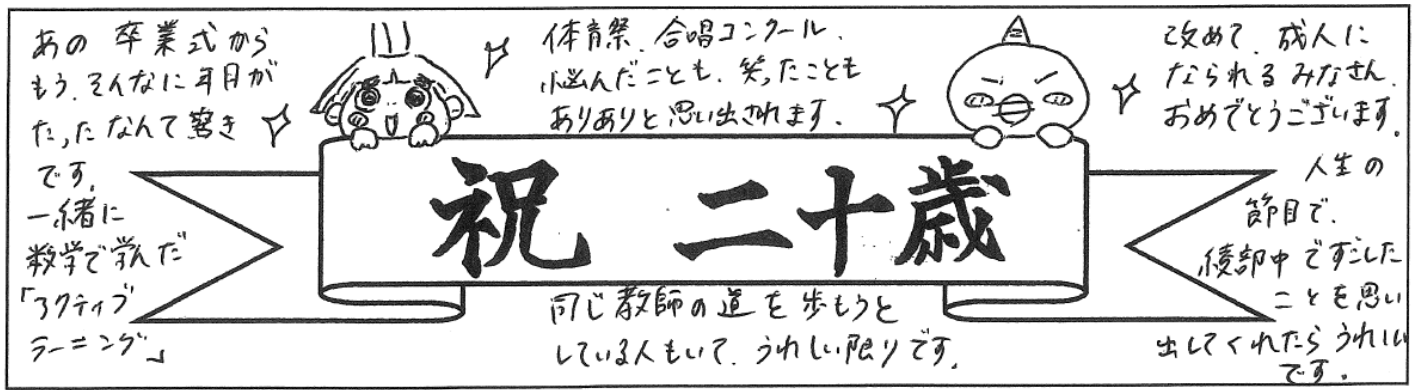 あの 卒業式から
もう、そんなに年月が
たったなんて驚き
です。
一緒に
数学で学んだ
「アクティブ
ラーニング」
体育祭、合唱コンクール、
悩んだことも、笑ったことも
ありありと思い出されます。
祝 二十歳
同じ教師の道を歩もうと
している人もいて、うれしい限りです。
改めて、成人に
なられるみなさん、
おめでとうございます。
人生の
節目で、
綾部中ですごした
ことを思い
出してくれたらうれしい
です。